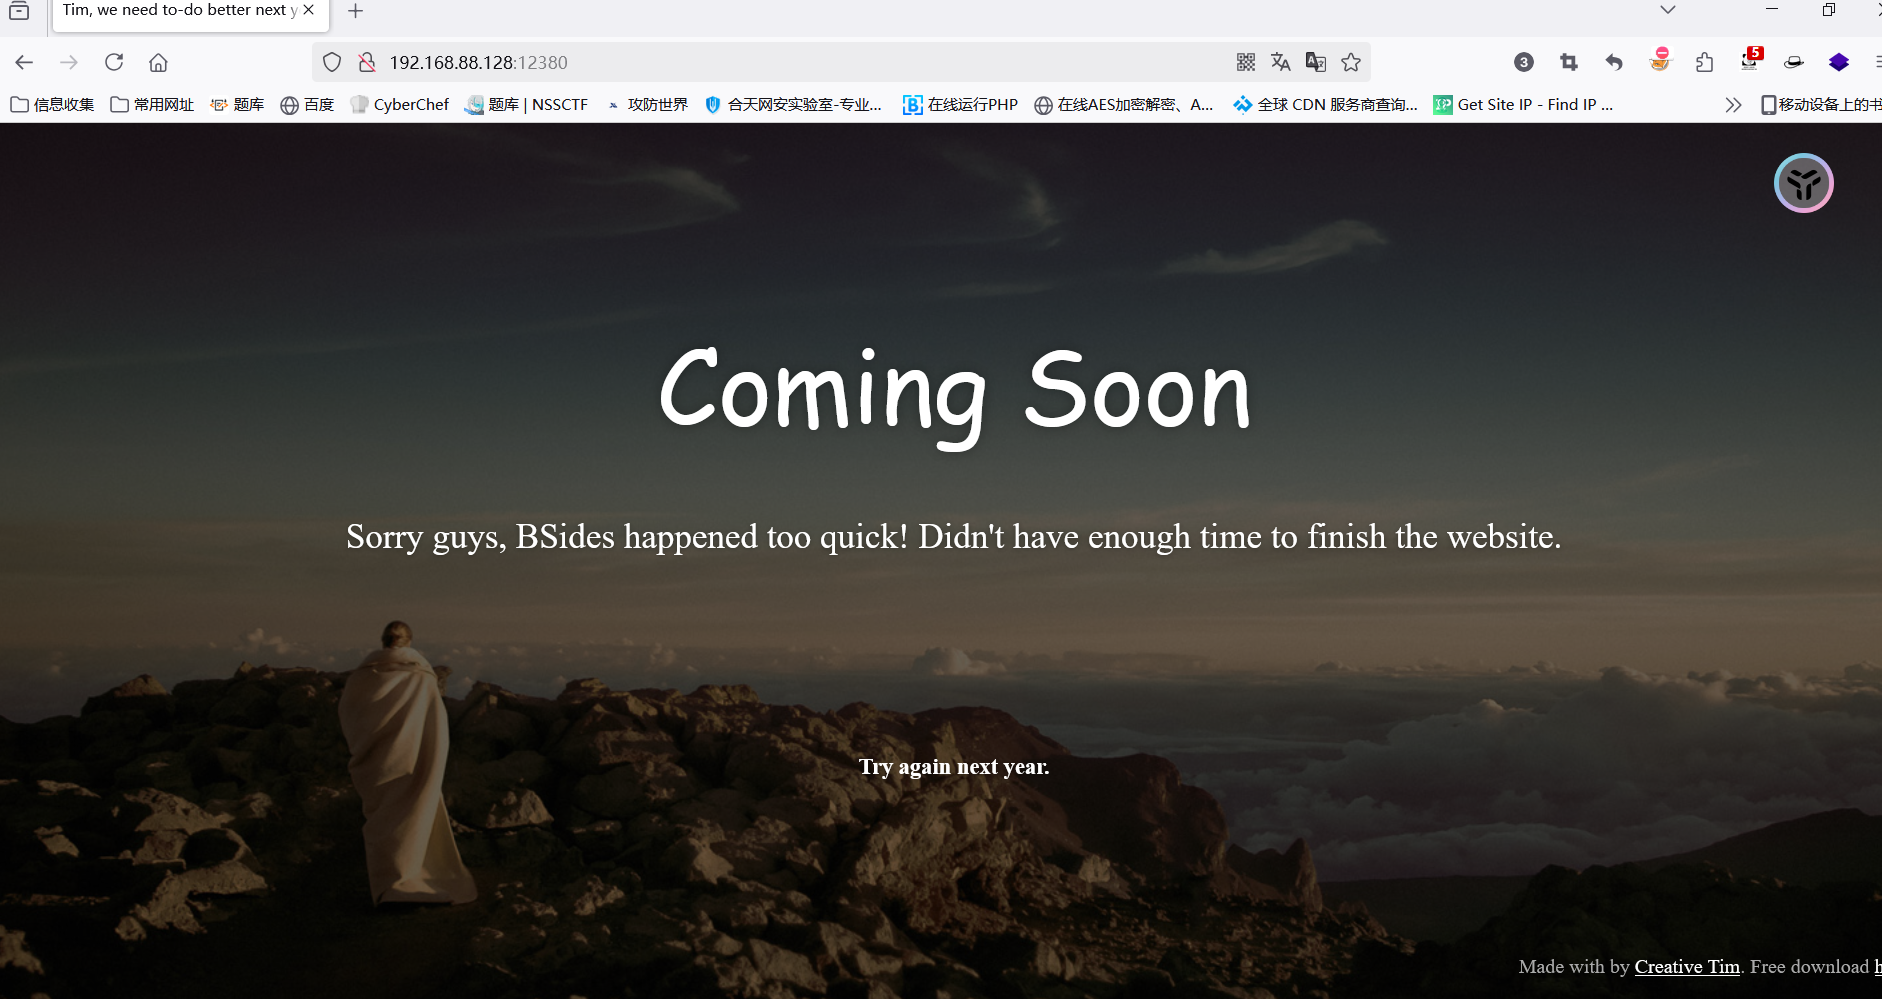 Tim, we need to-do better next y
192.168.88.128:12380
3
5
信息收集 常用网址 题库 百度 CyberChef 题库 | NSSCTF 攻防世界 合天网安实验室-专业... 在线运行PHP 在线AES加密解密、A... 全球 CDN 服务商查询... Get Site IP - Find IP ... 移动设备上的书
Coming Soon
Sorry guys, BSides happened too quick! Didn't have enough time to finish the website.
Try again next year.
Made with by Creative Tim. Free download h